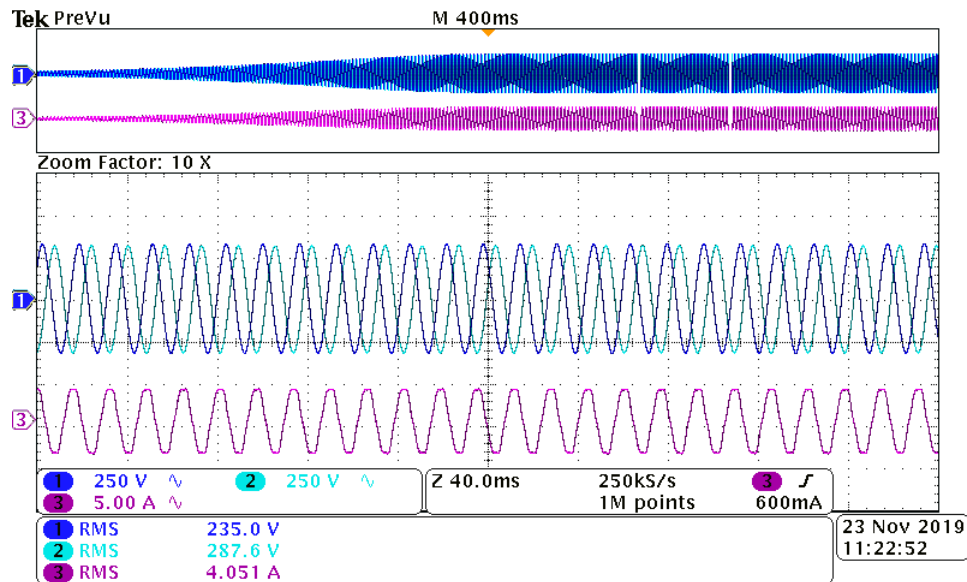 Tek PreVu M 400ms
1
3
Zoom Factor: 10 X
1
3
1 250 V ∿ 2 250 V ∿
3 5.00 A ∿
Z 40.0ms 250kS/s 3 ∫
1M points 600mA
1 RMS 235.0 V
2 RMS 287.6 V
3 RMS 4.051 A
23 Nov 2019
11:22:52